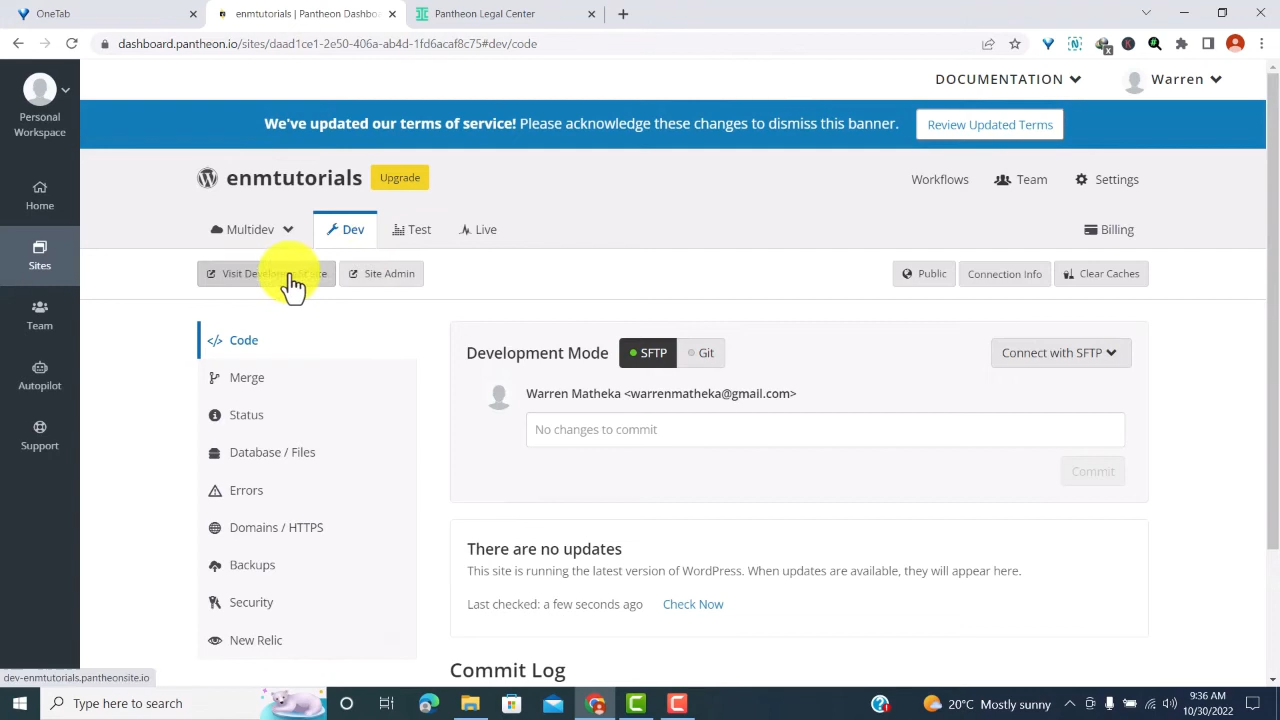 OneTab
Dashboard | enmtutorials
Pantheon Legal Center
dashboard.pantheon.io/sites/daad1ce1-2e50-406a-ab4f-1fd6acaf8c75#dev/code
DOCUMENTATION
Warren
Personal
Workspace
We've updated our terms of service! Please acknowledge these changes to dismiss this banner.
Review Updated Terms
enmtutorials
Upgrade
Workflows
Team
Settings
Home
Multidev
Dev
Test
Live
Billing
Sites
Visit Development Site
Site Admin
Public
Connection Info
Clear Caches
Team
Code
Development Mode
SFTP
Git
Connect with SFTP
Merge
Autopilot
Warren Matheka <warrenmatheka@gmail.com>
Status
No changes to commit
Support
Database / Files
Commit
Errors
Domains / HTTPS
There are no updates
Backups
This site is running the latest version of WordPress. When updates are available, they will appear here.
Security
Last checked: a few seconds ago
Check Now
New Relic
Commit Log
dev-enmtutorials.pantheonsite.io
Type here to search
20°C Mostly sunny
9:36 AM
10/30/2022